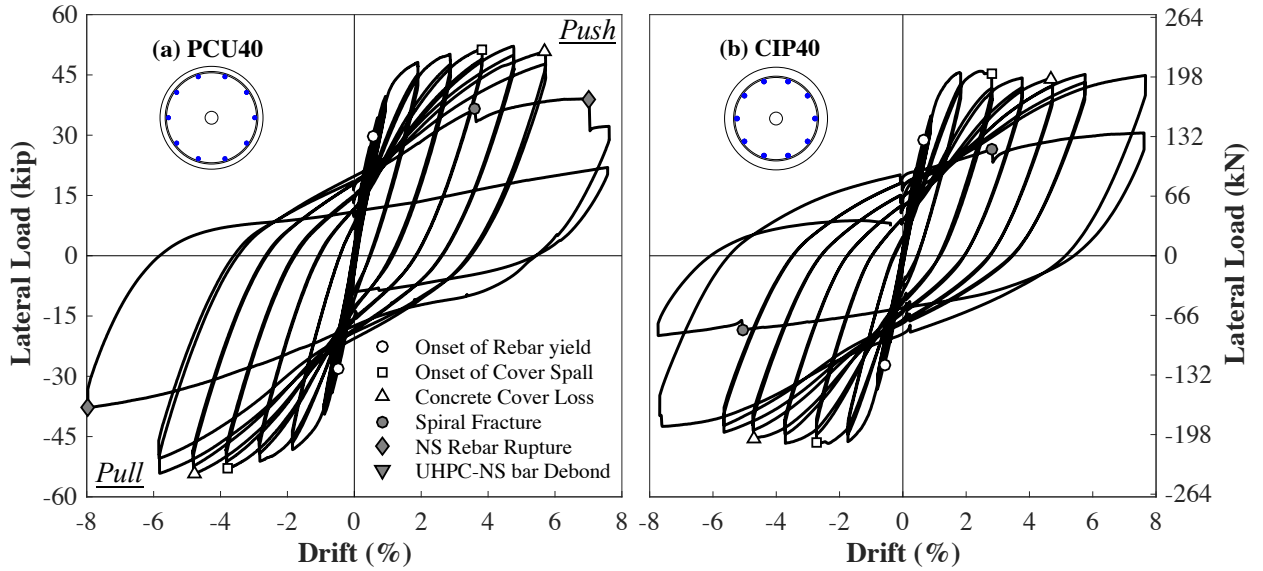 (a) PCU40
Push
Pull
60
45
30
15
0
-15
-30
-45
-60
Lateral Load (kip)
-8 -6 -4 -2 0 2 4 6 8
Drift (%)
Onset of Rebar yield
Onset of Cover Spall
Concrete Cover Loss
Spiral Fracture
NS Rebar Rupture
UHPC-NS bar Debond
(b) CIP40
264
198
132
66
0
-66
-132
-198
-264
Lateral Load (kN)
-6 -4 -2 0 2 4 6 8
Drift (%)